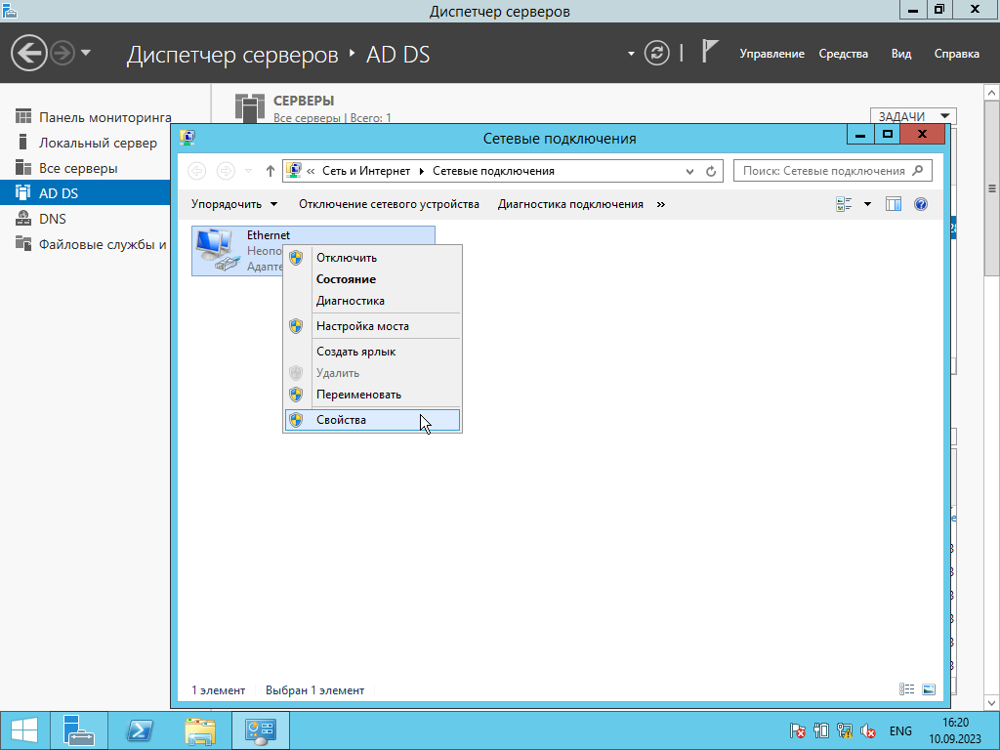 Диспетчер серверов
Диспетчер серверов ‣ AD DS
Управление Средства Вид Справка
Панель мониторинга
Локальный сервер
Все серверы
AD DS
DNS
Файловые службы и
СЕРВЕРЫ
Все серверы | Всего: 1
ЗАДАЧИ
Сетевые подключения
« Сеть и Интернет ‣ Сетевые подключения
Поиск: Сетевые подключения
Упорядочить Отключение сетевого устройства Диагностика подключения »
Ethernet
Неопо
Адапте
Отключить
Состояние
Диагностика
Настройка моста
Создать ярлык
Удалить
Переименовать
Свойства
1 элемент Выбран 1 элемент
ENG
16:20
10.09.2023